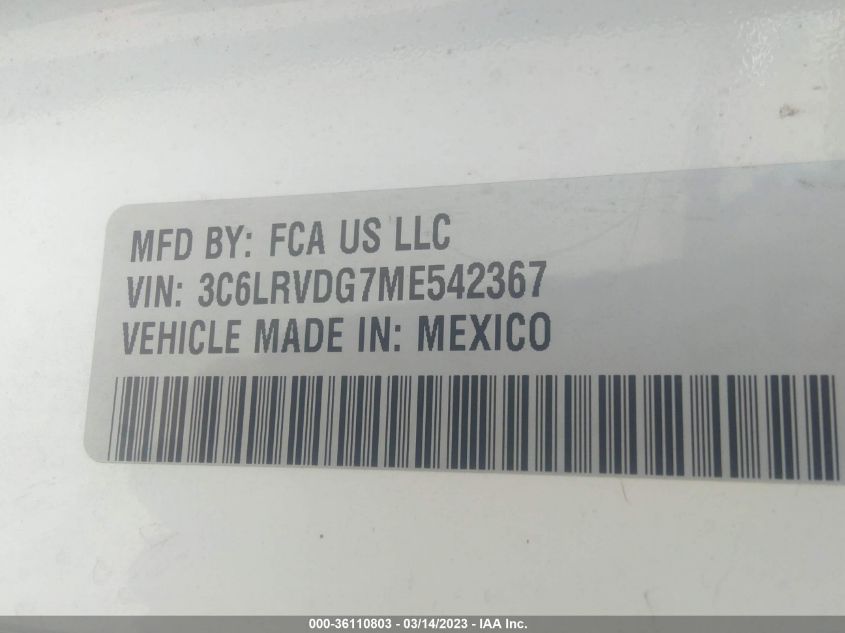 MFD BY: FCA US LLC
VIN: 3C6LRVDG7ME542367
VEHICLE MADE IN: MEXICO
000-36110803 - 03/14/2023 - IAA Inc.